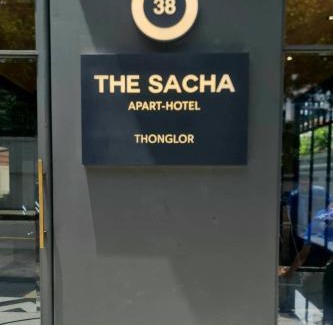 38
THE SACHA
APART-HOTEL
THONGLOR